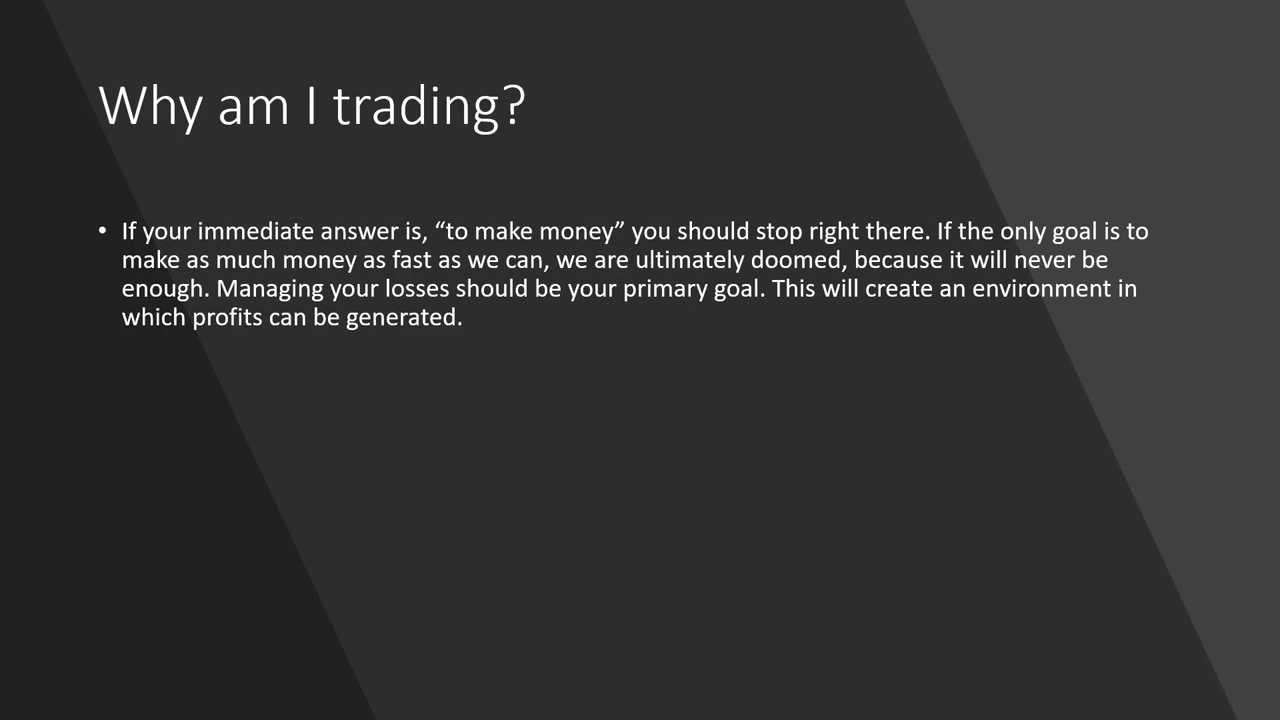 Why am I trading?
• If your immediate answer is, “to make money” you should stop right there. If the only goal is to
make as much money as fast as we can, we are ultimately doomed, because it will never be
enough. Managing your losses should be your primary goal. This will create an environment in
which profits can be generated.